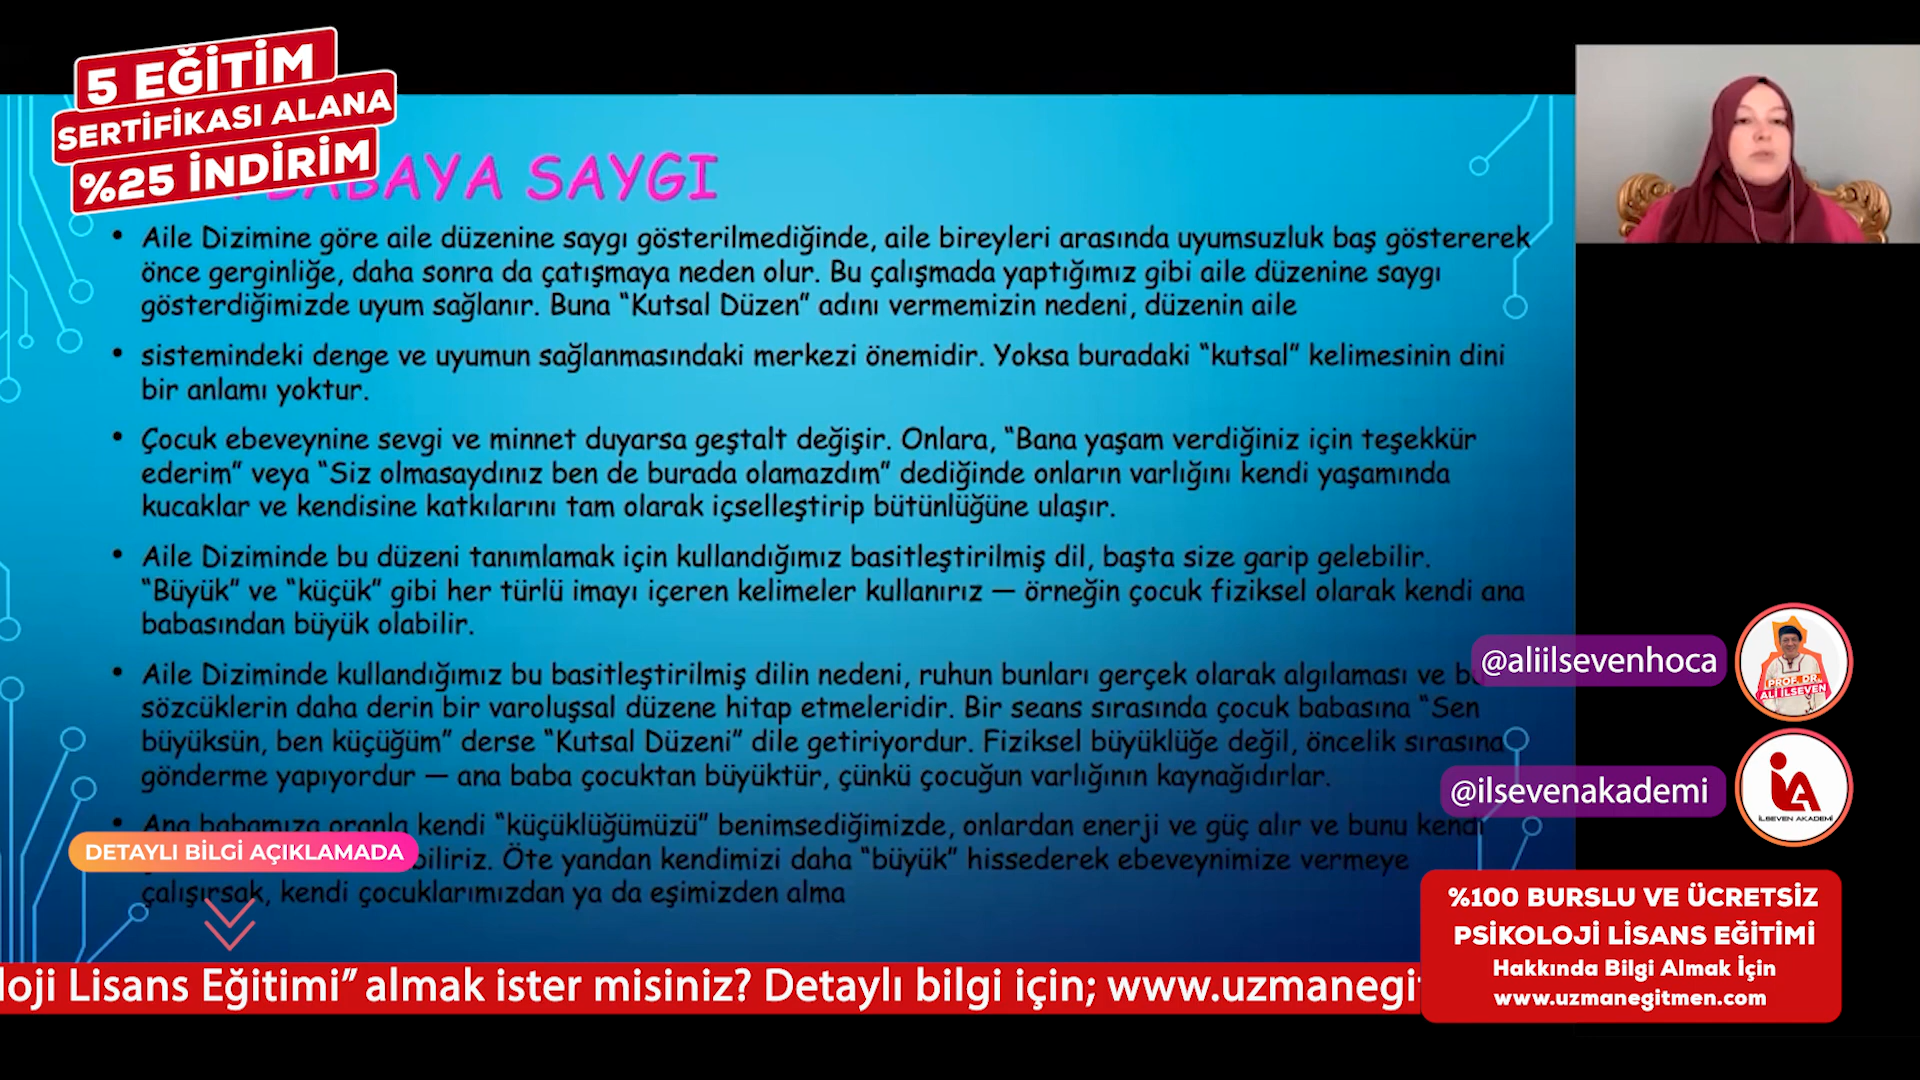 5 EĞİTİM
SERTİFİKASI ALANA
%25 İNDİRİM
BABAYA SAYGI
• Aile Dizimine göre aile düzenine saygı gösterilmediğinde, aile bireyleri arasında uyumsuzluk baş göstererek
önce gerginliğe, daha sonra da çatışmaya neden olur. Bu çalışmada yaptığımız gibi aile düzenine saygı
gösterdiğimizde uyum sağlanır. Buna “Kutsal Düzen” adını vermemizin nedeni, düzenin aile
• sistemindeki denge ve uyumun sağlanmasındaki merkezi önemidir. Yoksa buradaki “kutsal” kelimesinin dini
bir anlamı yoktur.
• Çocuk ebeveynine sevgi ve minnet duyarsa geştalt değişir. Onlara, “Bana yaşam verdiğiniz için teşekkür
ederim” veya “Siz olmasaydınız ben de burada olamazdım” dediğinde onların varlığını kendi yaşamında
kucaklar ve kendisine katkılarını tam olarak içselleştirip bütünlüğüne ulaşır.
• Aile Diziminde bu düzeni tanımlamak için kullandığımız basitleştirilmiş dil, başta size garip gelebilir.
“Büyük” ve “küçük” gibi her türlü imayı içeren kelimeler kullanırız — örneğin çocuk fiziksel olarak kendi ana
babasından büyük olabilir.
• Aile Diziminde kullandığımız bu basitleştirilmiş dilin nedeni, ruhun bunları gerçek olarak algılaması ve
sözcüklerin daha derin bir varoluşsal düzene hitap etmeleridir. Bir seans sırasında çocuk babasına “Sen
büyüksün, ben küçüğüm” derse “Kutsal Düzeni” dile getiriyordur. Fiziksel büyüklüğe değil, öncelik sırasına
gönderme yapıyordur — ana baba çocuktan büyüktür, çünkü çocuğun varlığının kaynağıdırlar.
• Ana babamıza oranla kendi “küçüklüğümüzü” benimsediğimizde, onlardan enerji ve güç alır ve bunu kendi
biliriz. Öte yandan kendimizi daha “büyük” hissederek ebeveynimize vermeye
çalışırsak, kendi çocuklarımızdan ya da eşimizden alma
DETAYLI BİLGİ AÇIKLAMADA
@aliilsevenhoca
PROF. DR.
ALİ İLSEVEN
@ilsevenakademi
İLSEVEN AKADEMİ
%100 BURSLU VE ÜCRETSİZ
PSİKOLOJİ LİSANS EĞİTİMİ
Hakkında Bilgi Almak İçin
www.uzmanegitmen.com
loji Lisans Eğitimi” almak ister misiniz? Detaylı bilgi için; www.uzmanegit